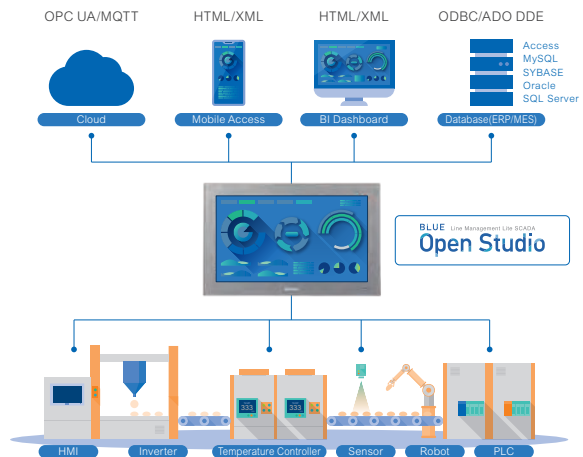 OPC UA/MQTT
HTML/XML
HTML/XML
ODBC/ADO DDE
Access
MySQL
SYBASE
Oracle
SQL Server
Cloud
Mobile Access
BI Dashboard
Database(ERP/MES)
BLUE Line Management Lite SCADA
Open Studio
333
333
HMI
Inverter
Temperature Controller
Sensor
Robot
PLC